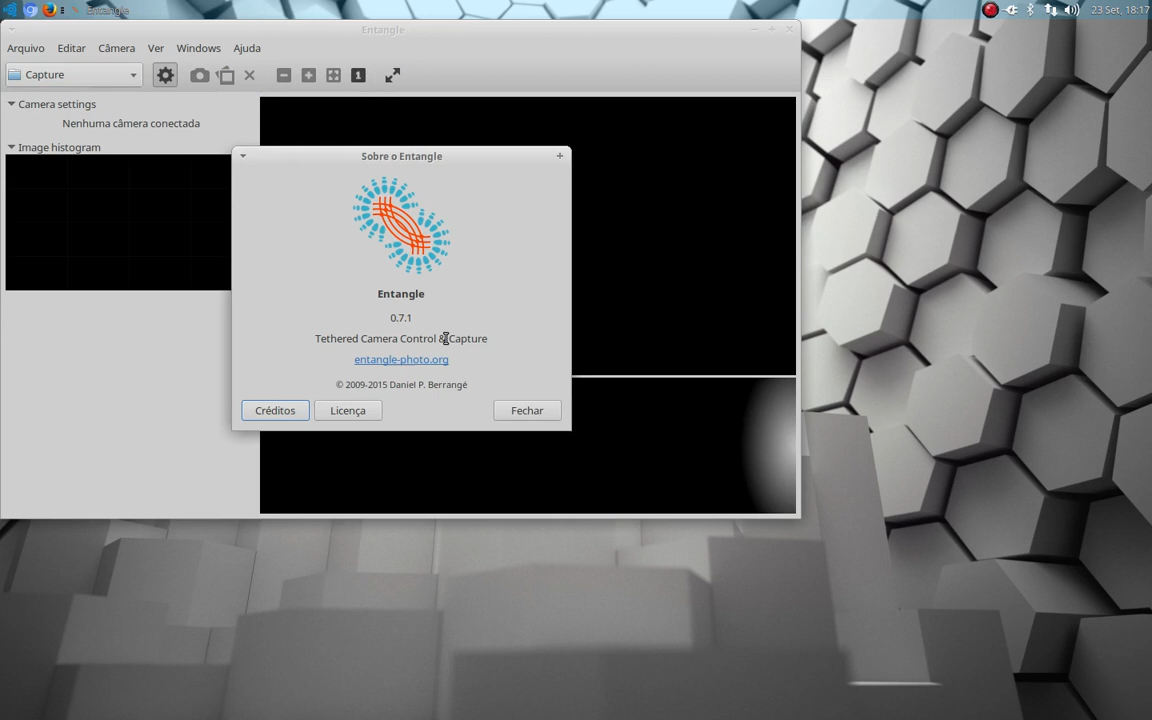 Entangle
23 Set, 18:17
Entangle
Arquivo Editar Câmera Ver Windows Ajuda
Capture
1
Camera settings
Nenhuma câmera conectada
Image histogram
Sobre o Entangle
Entangle
0.7.1
Tethered Camera Control & Capture
entangle-photo.org
© 2009-2015 Daniel P. Berrangé
Créditos Licença Fechar